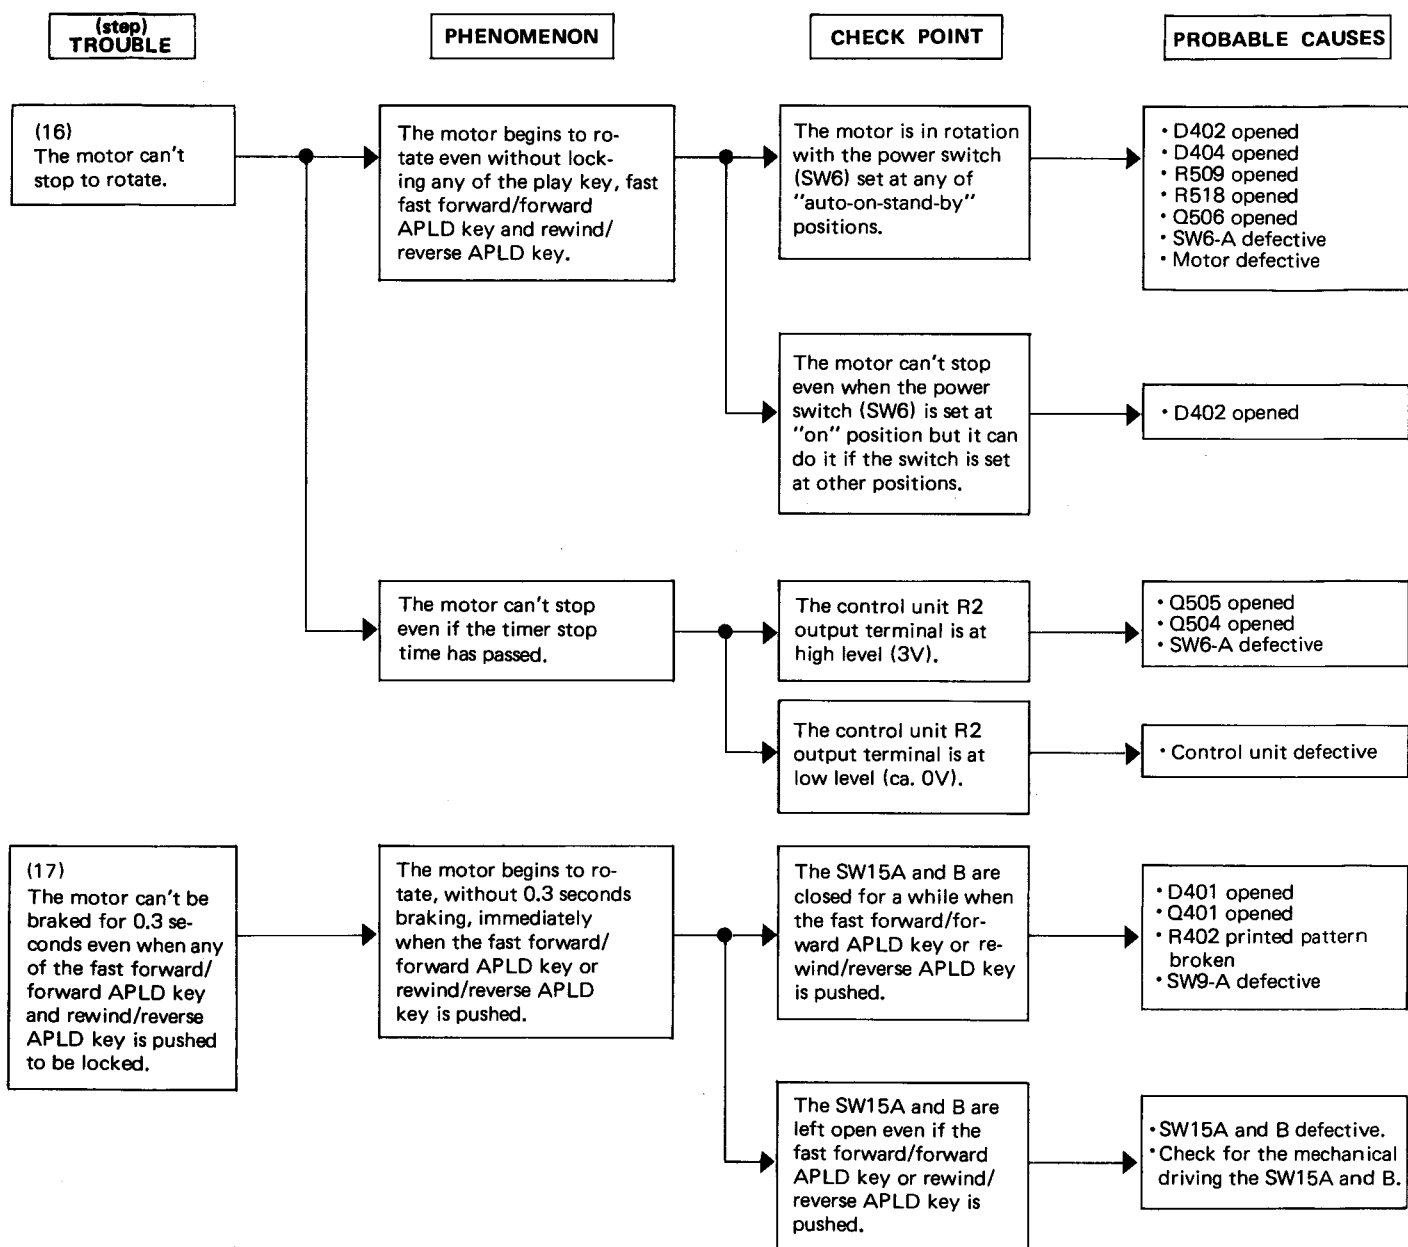 (step)
TROUBLE
PHENOMENON
CHECK POINT
PROBABLE CAUSES
(16)
The motor can't
stop to rotate.
The motor begins to ro-
tate even without lock-
ing any of the play key, fast
fast forward/forward
APLD key and rewind/
reverse APLD key.
The motor is in rotation
with the power switch
(SW6) set at any of
"auto-on-stand-by"
positions.
• D402 opened
• D404 opened
• R509 opened
• R518 opened
• Q506 opened
• SW6-A defective
• Motor defective
The motor can't stop
even when the power
switch (SW6) is set at
"on" position but it can
do it if the switch is set
at other positions.
• D402 opened
The motor can't stop
even if the timer stop
time has passed.
The control unit R2
output terminal is at
high level (3V).
• Q505 opened
• Q504 opened
• SW6-A defective
The control unit R2
output terminal is at
low level (ca. 0V).
• Control unit defective
(17)
The motor can't be
braked for 0.3 se-
conds even when any
of the fast forward/
forward APLD key
and rewind/reverse
APLD key is pushed
to be locked.
The motor begins to ro-
tate, without 0.3 seconds
braking, immediately
when the fast forward/
forward APLD key or
rewind/reverse APLD
key is pushed.
The SW15A and B are
closed for a while when
the fast forward/for-
ward APLD key or re-
wind/reverse APLD key
is pushed.
• D401 opened
• Q401 opened
• R402 printed pattern
broken
• SW9-A defective
The SW15A and B are
left open even if the
fast forward/forward
APLD key or rewind/
reverse APLD key is
pushed.
• SW15A and B defective.
• Check for the mechanical
driving the SW15A and B.